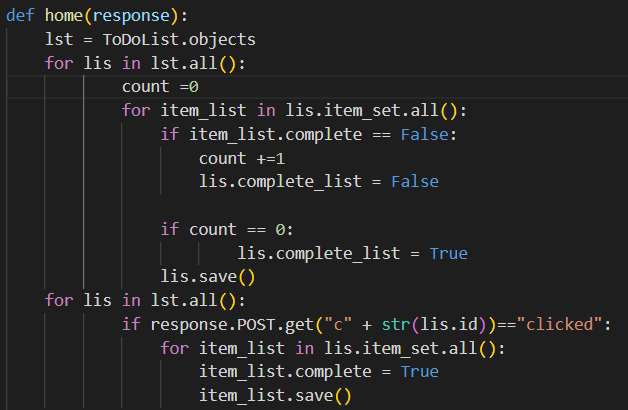 def home(response):
    lst = ToDoList.objects
    for lis in lst.all():
            count =0
            for item_list in lis.item_set.all():
                if item_list.complete == False:
                    count +=1
                    lis.complete_list = False

                if count == 0:
                        lis.complete_list = True
                lis.save()
    for lis in lst.all():
            if response.POST.get("c" + str(lis.id))=="clicked":
                for item_list in lis.item_set.all():
                    item_list.complete = True
                    item_list.save()